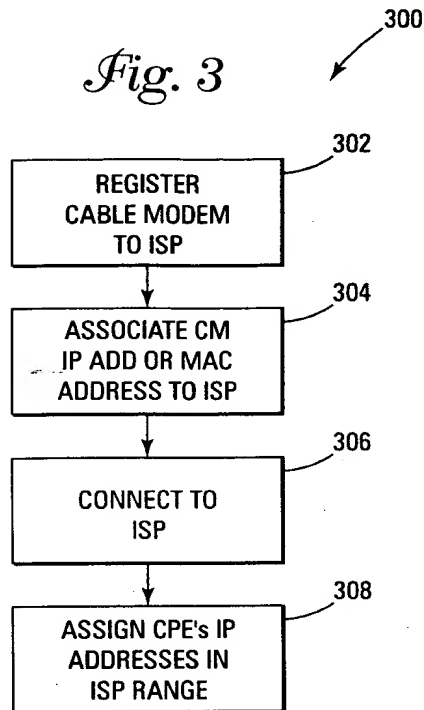 300
Fig. 3
302
REGISTER
CABLE MODEM
TO ISP
304
ASSOCIATE CM
IP ADD OR MAC
ADDRESS TO ISP
306
CONNECT TO
ISP
308
ASSIGN CPE's IP
ADDRESSES IN
ISP RANGE